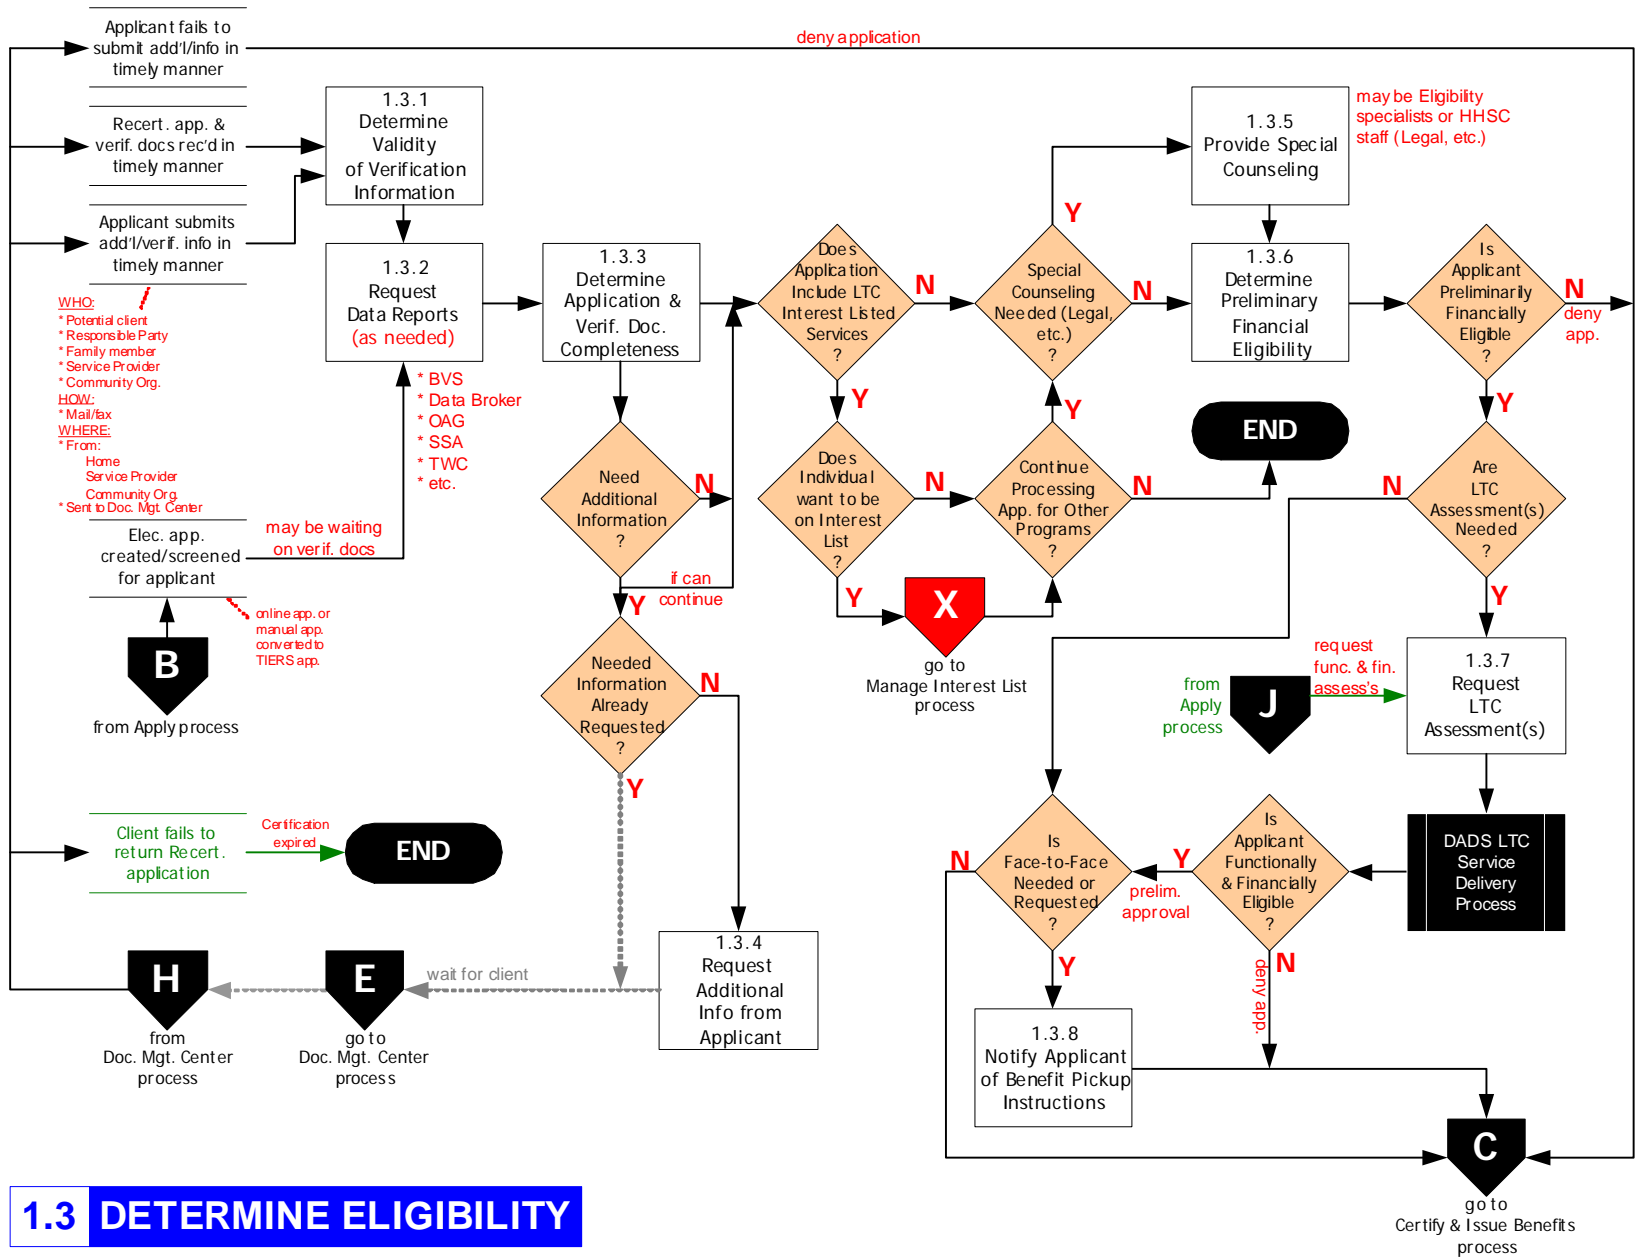 Applicant fails to
submit add'l/info in
timely manner
deny application
Recert. app. &
verif. docs rec'd in
timely manner
Applicant submits
add'l/verif. info in
timely manner
WHO:
* Potential client
* Responsible Party
* Family member
* Service Provider
* Community Org.
HOW:
* Mail/fax
WHERE:
* From:
Home
Service Provider
Community Org.
* Sent to Doc. Mgt. Center
Elec. app.
created/screened
for applicant
may be waiting
on verif. docs
online app. or
manual app.
converted to
TIERS app.
B
from Apply process
1.3.1
Determine
Validity
of Verification
Information
1.3.2
Request
Data Reports
(as needed)
* BVS
* Data Broker
* OAG
* SSA
* TWC
* etc.
1.3.3
Determine
Application &
Verif. Doc.
Completeness
Need
Additional
Information
?
N
if can
continue
Y
Needed
Information
Already
Requested
?
N
Y
1.3.4
Request
Additional
Info from
Applicant
wait for client
E
go to
Doc. Mgt. Center
process
H
from
Doc. Mgt. Center
process
Client fails to
return Recert.
application
Certification
expired
END
Does
Application
Include LTC
Interest Listed
Services
?
N
Y
Does
Individual
want to be
on Interest
List
?
N
Y
X
go to
Manage Interest List
process
Special
Counseling
Needed (Legal,
etc.)
?
Y
N
Y
Continue
Processing
App. for Other
Programs
?
N
END
1.3.5
Provide Special
Counseling
may be Eligibility
specialists or HHSC
staff (Legal, etc.)
1.3.6
Determine
Preliminary
Financial
Eligibility
Is
Applicant
Preliminarily
Financially
Eligible
?
N
deny
app.
Y
Are
LTC
Assessment(s)
Needed
?
N
Y
request
func. & fin.
assess's
from
Apply
process
J
1.3.7
Request
LTC
Assessment(s)
DADS LTC
Service
Delivery
Process
Is
Applicant
Functionally
& Financially
Eligible
?
Y
prelim.
approval
N
deny app.
Is
Face-to-Face
Needed or
Requested
?
N
Y
1.3.8
Notify Applicant
of Benefit Pickup
Instructions
C
go to
Certify & Issue Benefits
process
1.3 DETERMINE ELIGIBILITY